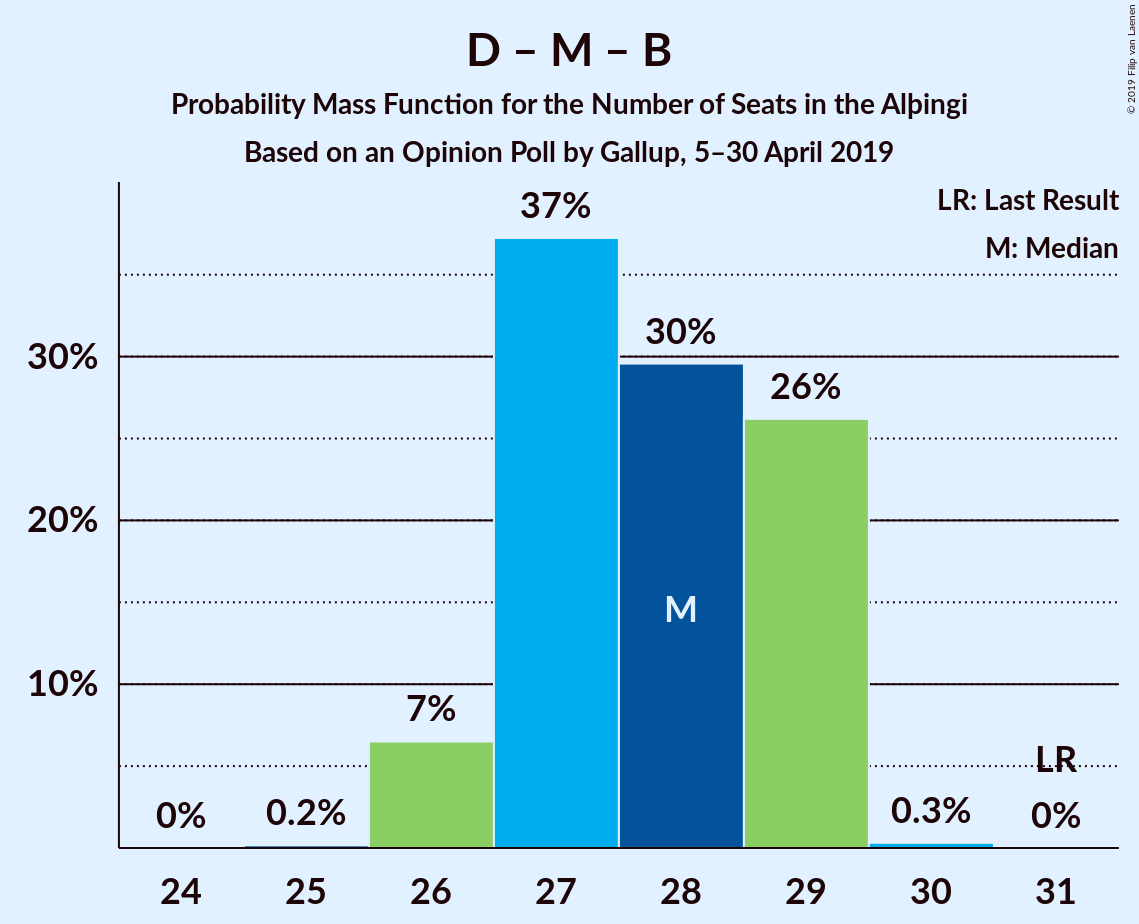 D – M – B
Probability Mass Function for the Number of Seats in the Alþingi
Based on an Opinion Poll by Gallup, 5–30 April 2019
© 2019 Filip van Laenen
LR: Last Result
M: Median
37%
30%
30%
26%
20%
M
10%
7%
LR
0%
0.2%
0.3%
0%
24 25 26 27 28 29 30 31